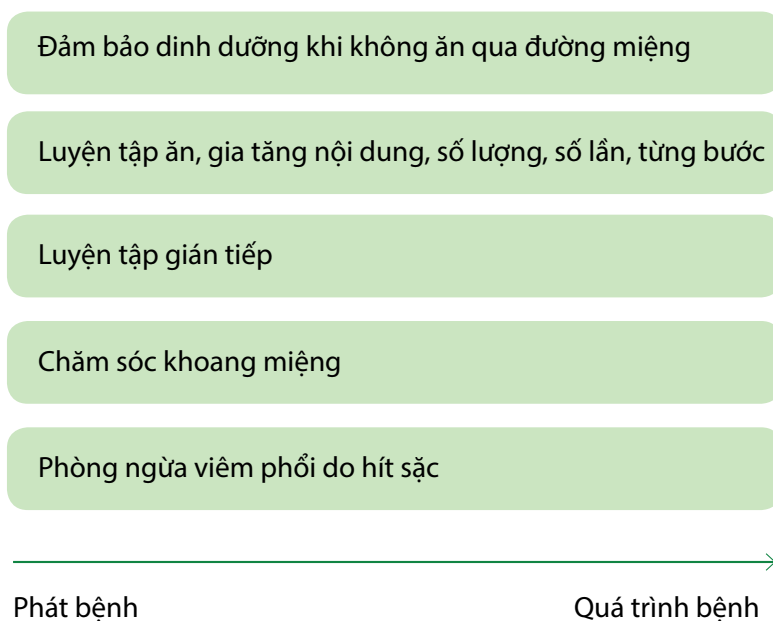 Đảm bảo dinh dưỡng khi không ăn qua đường miệng
Luyện tập ăn, gia tăng nội dung, số lượng, số lần, từng bước
Luyện tập gián tiếp
Chăm sóc khoang miệng
Phòng ngừa viêm phổi do hít sặc
Phát bệnh
Quá trình bệnh